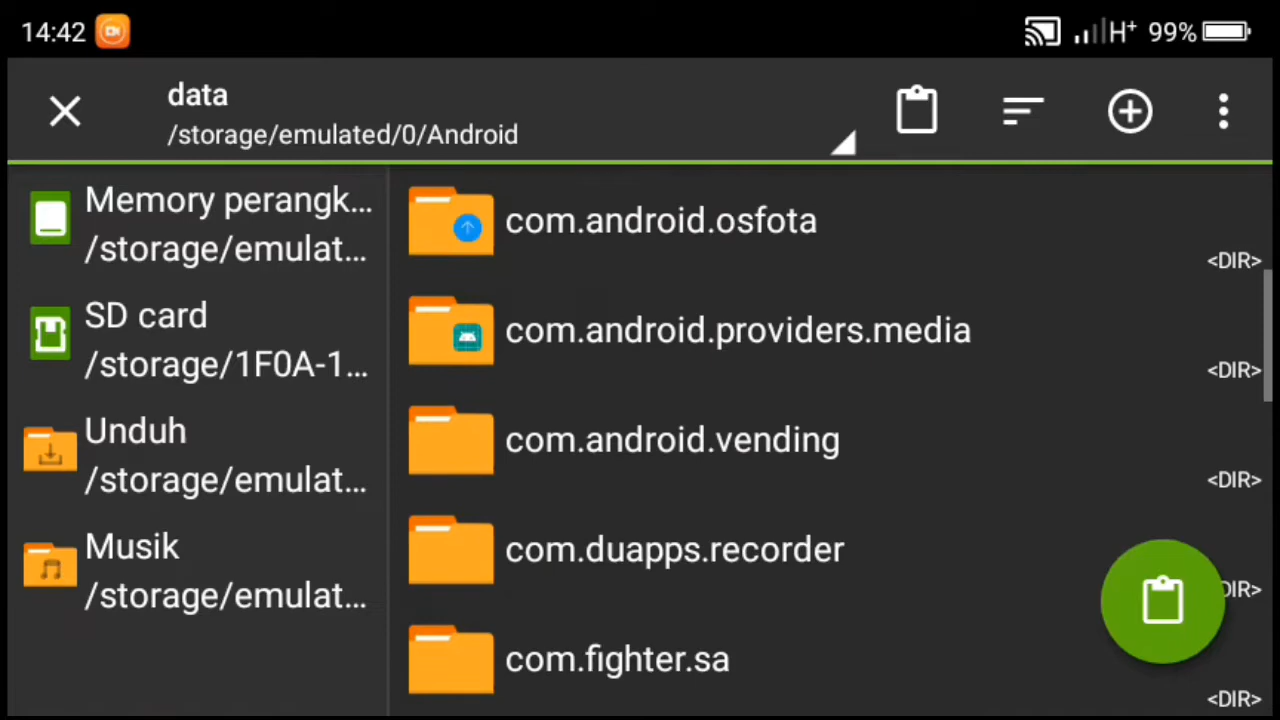 14:42
H+ 99%
data
/storage/emulated/0/Android
Memory perangk...
/storage/emulat...
SD card
/storage/1F0A-1...
Unduh
/storage/emulat...
Musik
/storage/emulat...
com.android.osfota
<DIR>
com.android.providers.media
<DIR>
com.android.vending
<DIR>
com.duapps.recorder
DIR>
com.fighter.sa
<DIR>